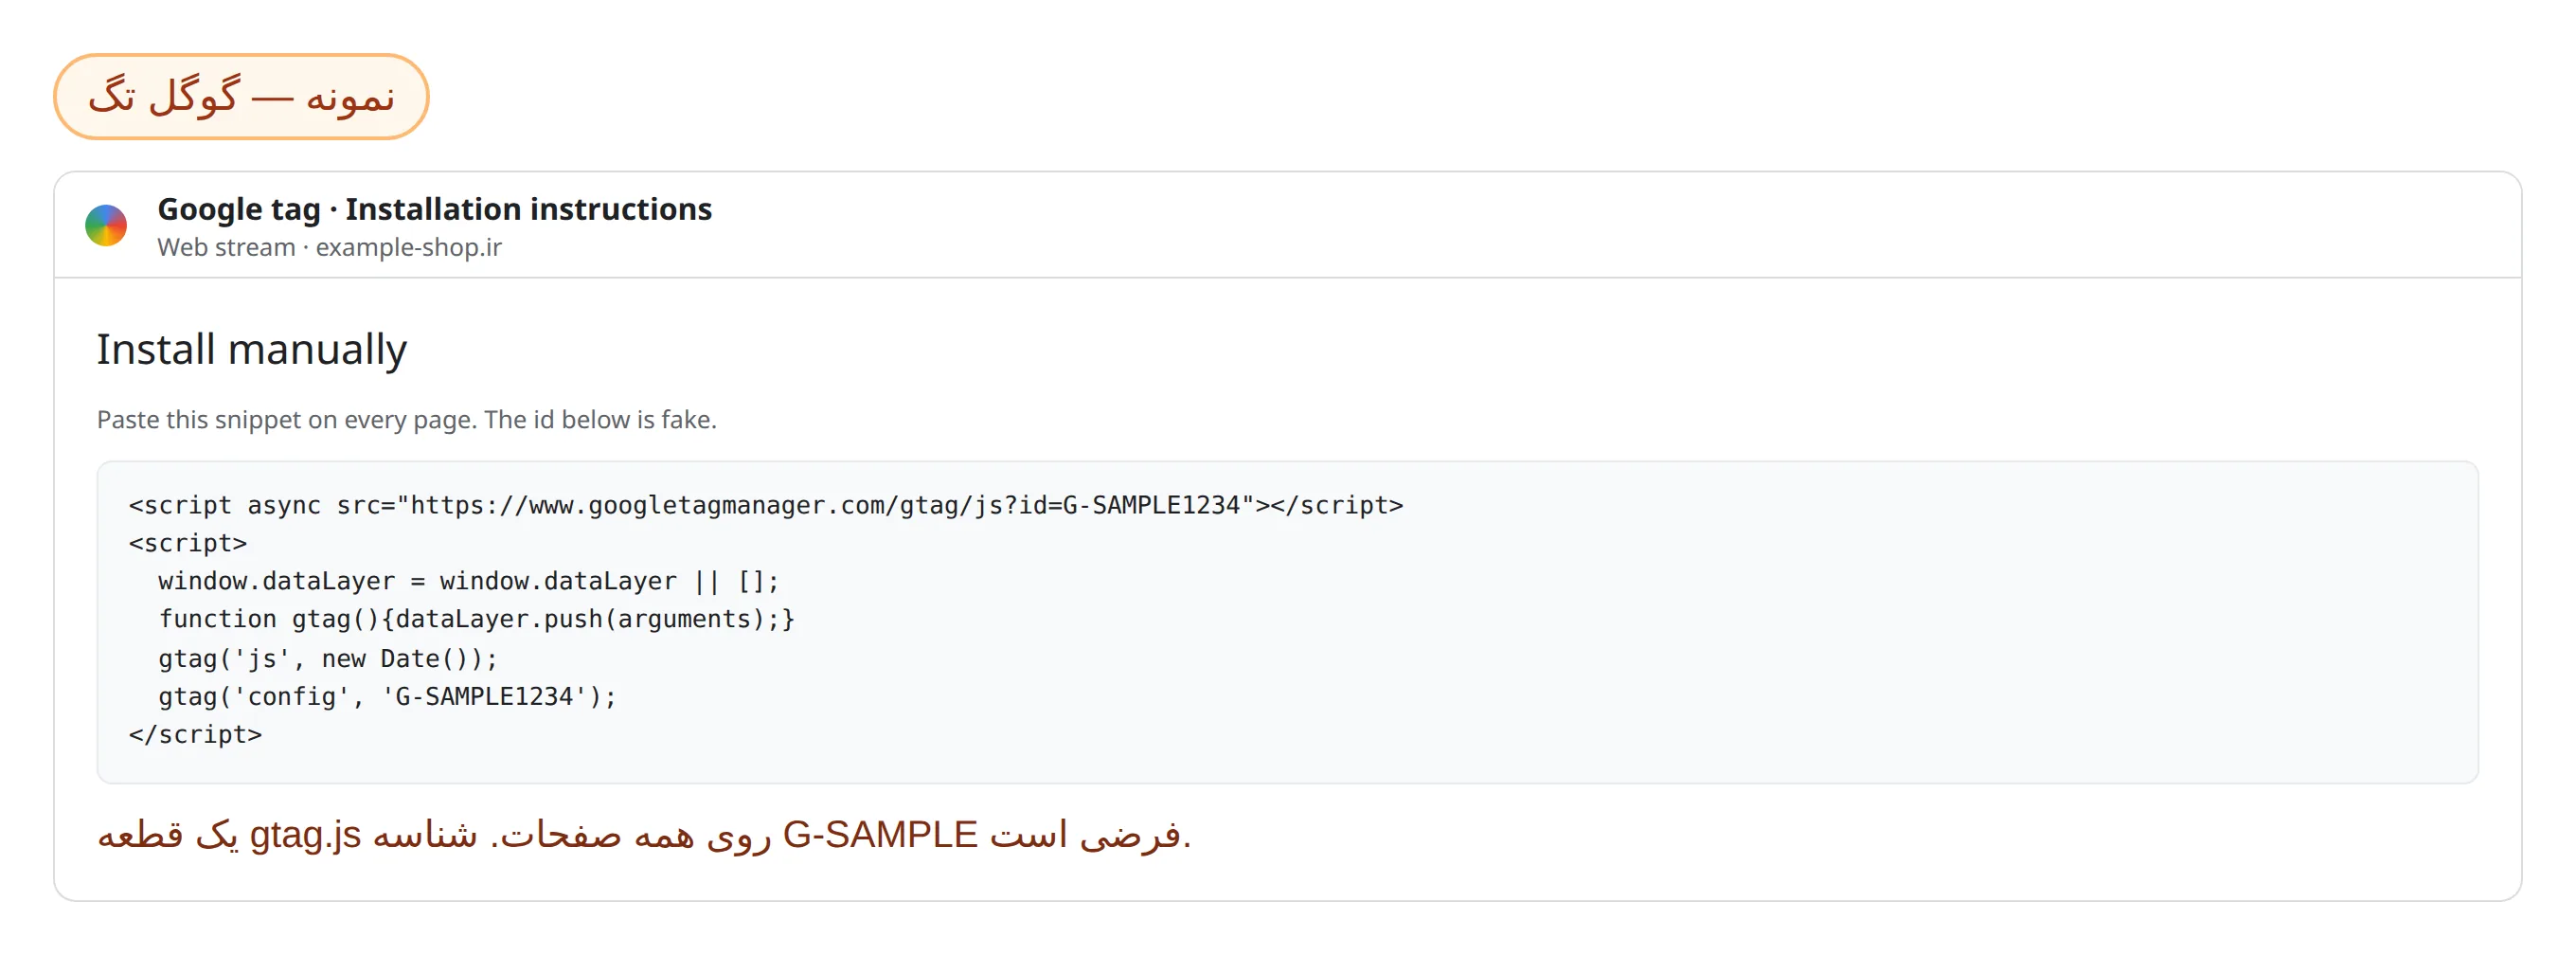 نمونه — گوگل تگ
Google tag · Installation instructions
Web stream · example-shop.ir
Install manually
Paste this snippet on every page. The id below is fake.
<script async src="https://www.googletagmanager.com/gtag/js?id=G-SAMPLE1234"></script>
<script>
  window.dataLayer = window.dataLayer || [];
  function gtag(){dataLayer.push(arguments);}
  gtag('js', new Date());
  gtag('config', 'G-SAMPLE1234');
</script>
یک قطعه gtag.js روی همه صفحات. شناسه G-SAMPLE فرضی است.